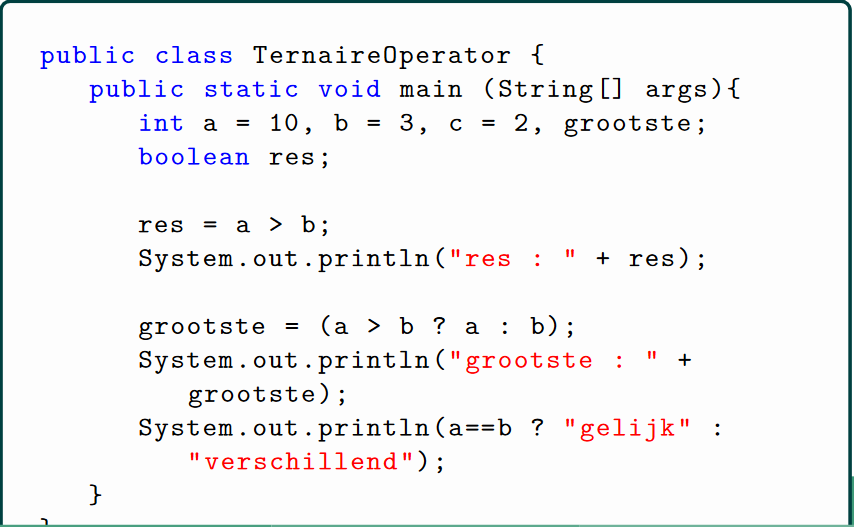 public class TernaireOperator {
public static void main (String[] args){
int a = 10, b = 3, c = 2, grootste;
boolean res;
res = a > b;
System.out.println("res : " + res);
grootste = (a > b ? a : b);
System.out.println("grootste : " +
grootste);
System.out.println(a==b ? "gelijk" :
"verschillend");
}
}